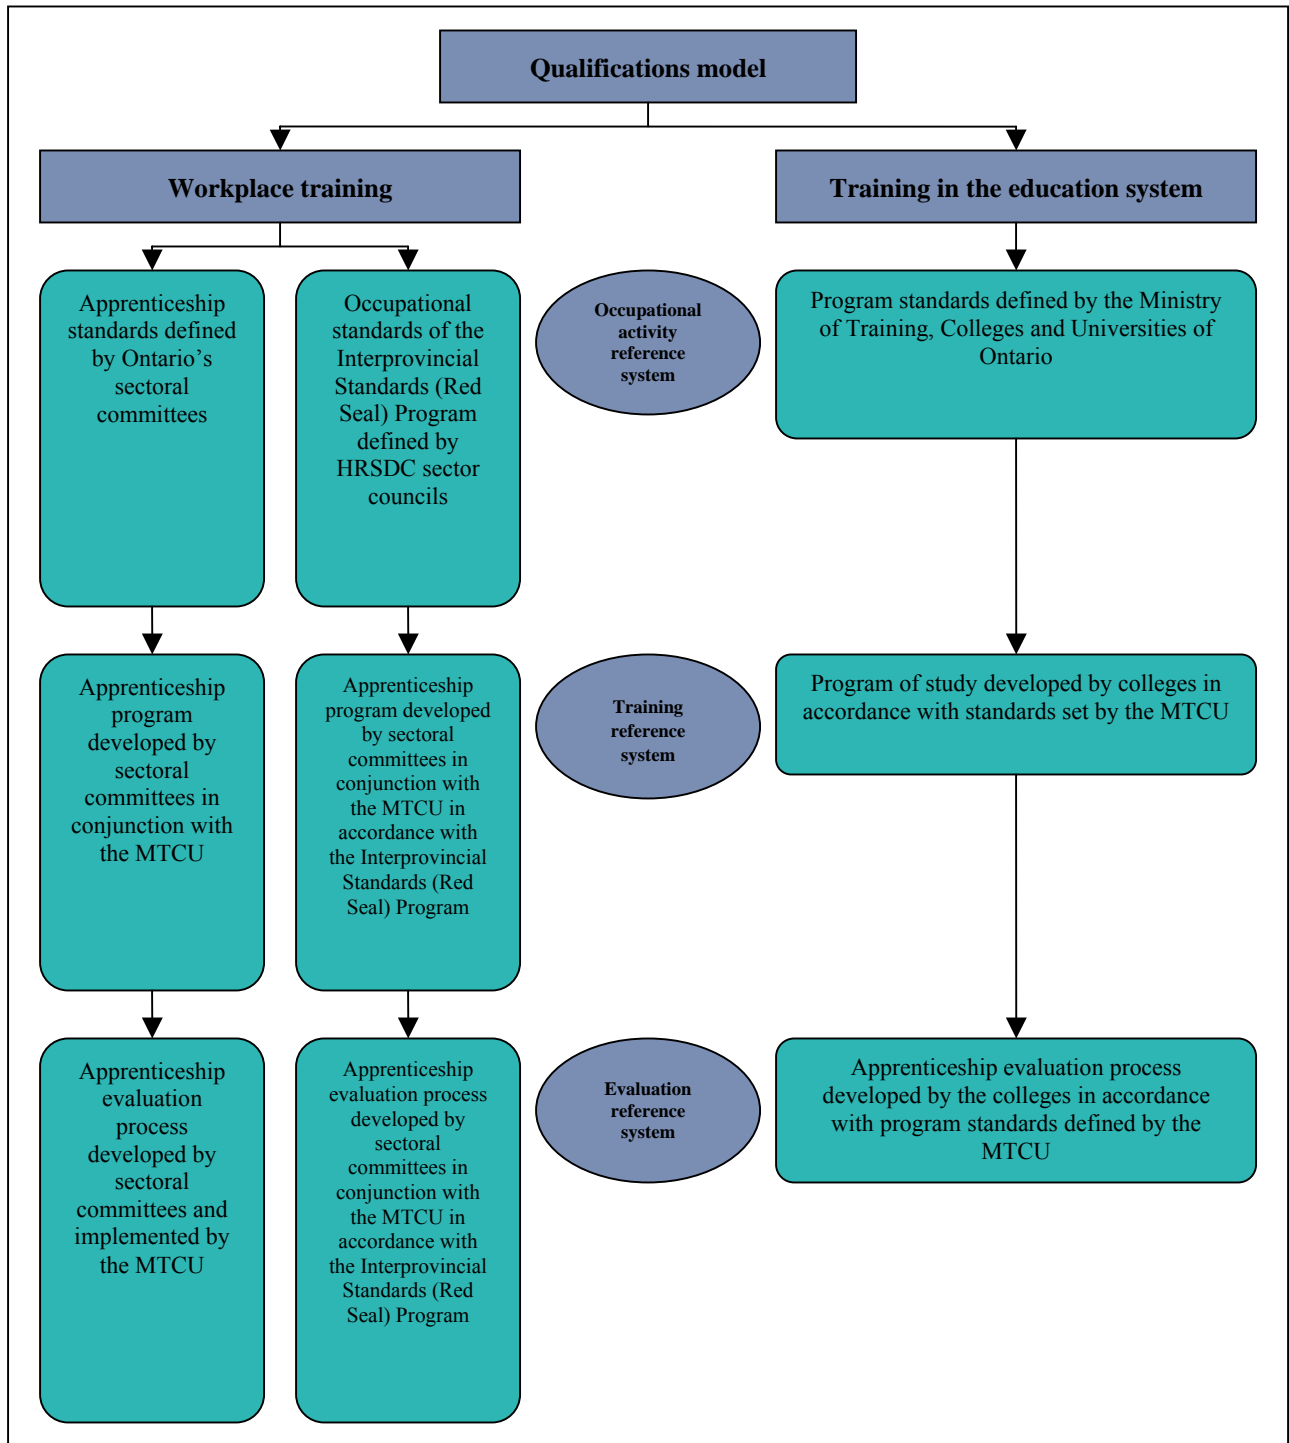 Qualifications model
Workplace training
Training in the education system
Apprenticeship
standards defined
by Ontario’s
sectoral
committees
Occupational
standards of the
Interprovincial
Standards (Red
Seal) Program
defined by
HRSDC sector
councils
Occupational
activity
reference
system
Program standards defined by the Ministry
of Training, Colleges and Universities of
Ontario
Apprenticeship
program
developed by
sectoral
committees in
conjunction with
the MTCU
Apprenticeship
program developed
by sectoral
committees in
conjunction with
the MTCU in
accordance with
the Interprovincial
Standards (Red
Seal) Program
Training
reference
system
Program of study developed by colleges in
accordance with standards set by the MTCU
Apprenticeship
evaluation
process
developed by
sectoral
committees and
implemented by
the MTCU
Apprenticeship
evaluation process
developed by
sectoral
committees in
conjunction with
the MTCU in
accordance with
the Interprovincial
Standards (Red
Seal) Program
Evaluation
reference
system
Apprenticeship evaluation process
developed by the colleges in accordance
with program standards defined by the
MTCU